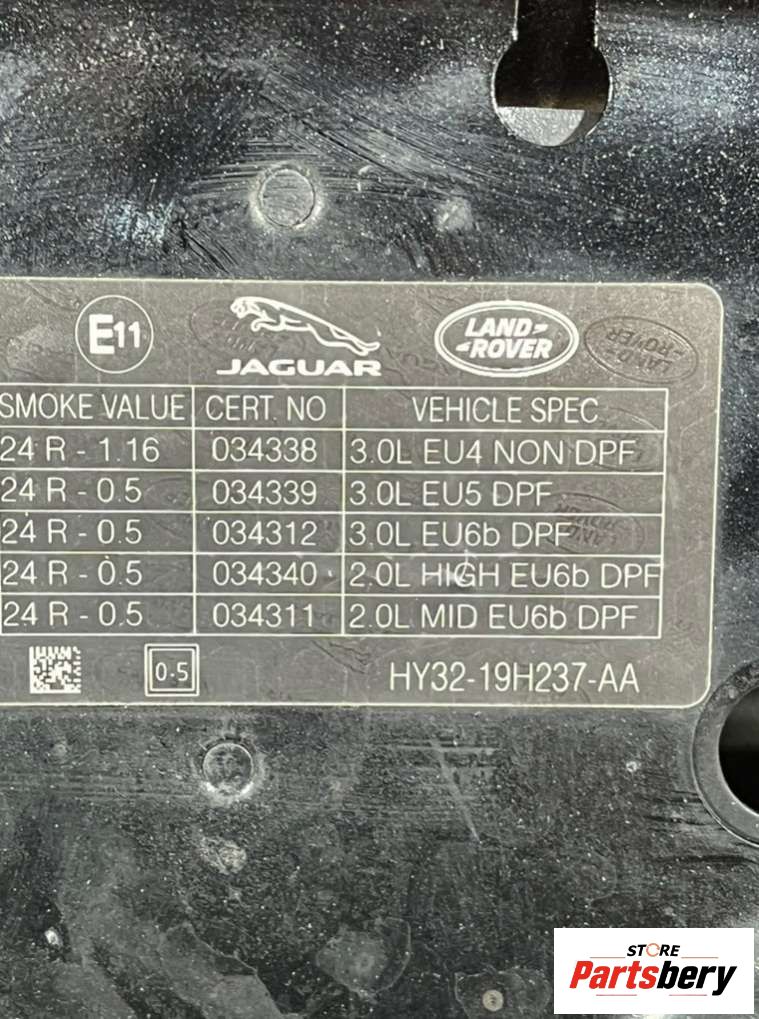 E11 JAGUAR LAND-ROVER
SMOKE VALUE CERT. NO VEHICLE SPEC
24 R - 1.16 034338 3.0L EU4 NON DPF
24 R - 0.5 034339 3.0L EU5 DPF
24 R - 0.5 034312 3.0L EU6b DPF
24 R - 0.5 034340 2.0L HIGH EU6b DPF
24 R - 0.5 034311 2.0L MID EU6b DPF
0.5 HY32-19H237-AA
STORE
Partsbery